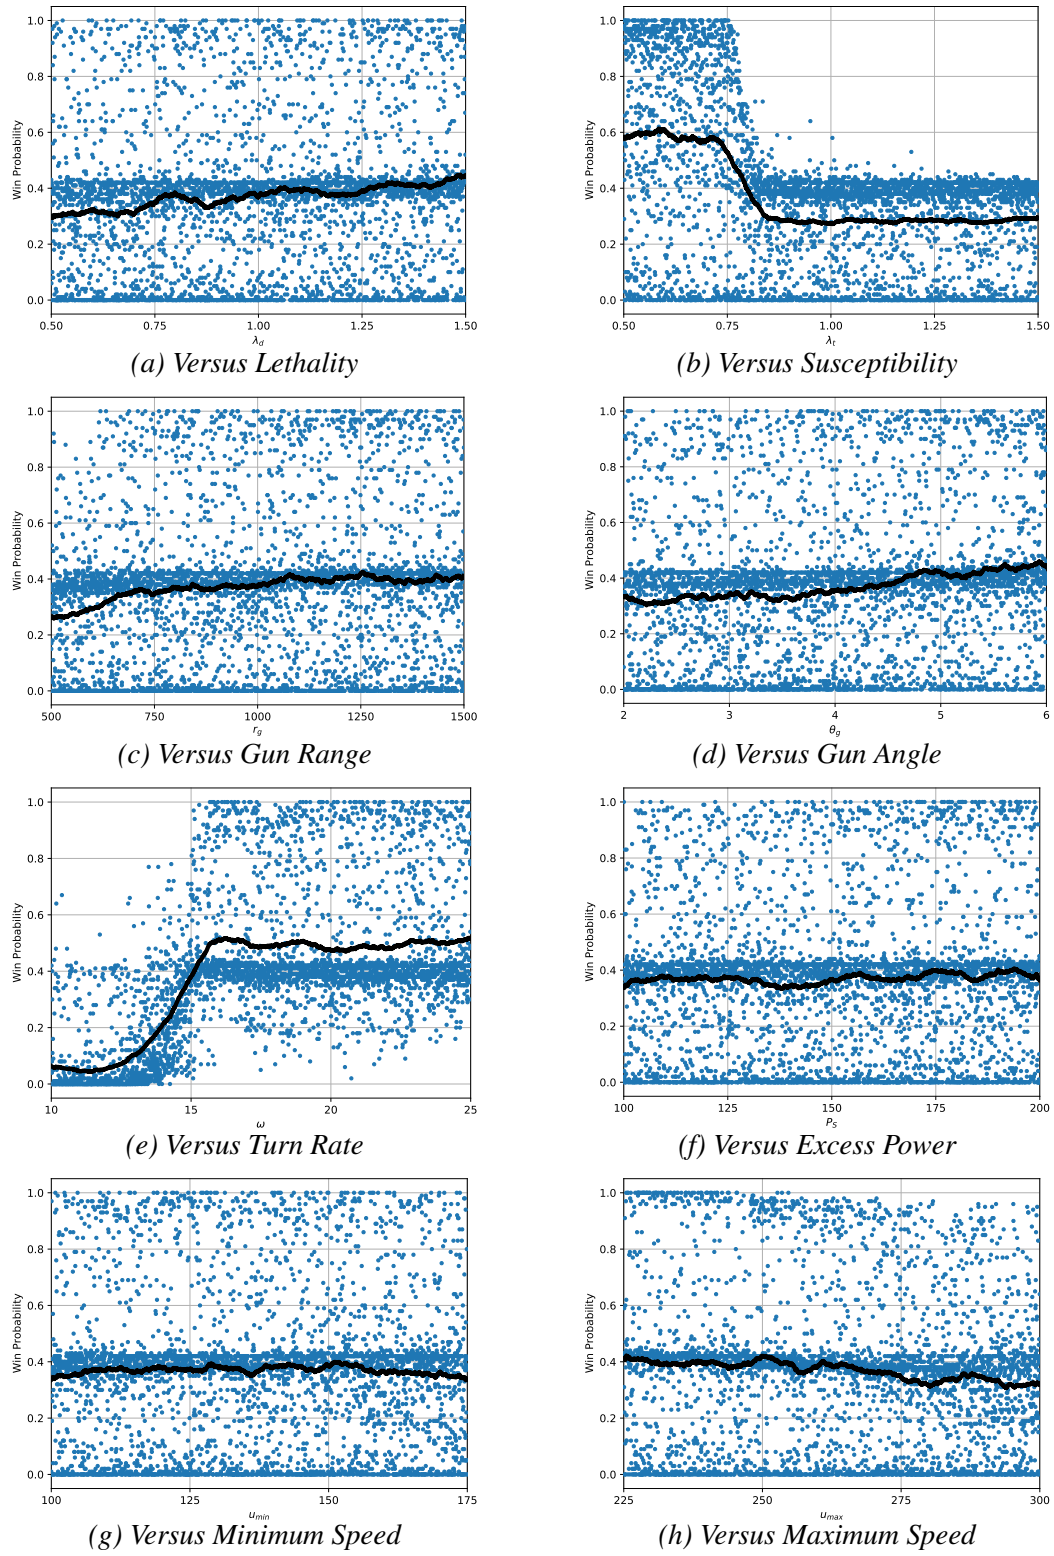 1.0
0.8
0.6
0.4
0.2
0.0
Win Probability
0.50 0.75 1.00 1.25 1.50
λd
(a) Versus Lethality
1.0
0.8
0.6
0.4
0.2
0.0
Win Probability
0.50 0.75 1.00 1.25 1.50
λt
(b) Versus Susceptibility
1.0
0.8
0.6
0.4
0.2
0.0
Win Probability
500 750 1000 1250 1500
rg
(c) Versus Gun Range
1.0
0.8
0.6
0.4
0.2
0.0
Win Probability
2 3 4 5 6
θg
(d) Versus Gun Angle
1.0
0.8
0.6
0.4
0.2
0.0
Win Probability
10 15 20 25
ω
(e) Versus Turn Rate
1.0
0.8
0.6
0.4
0.2
0.0
Win Probability
100 125 150 175 200
PS
(f) Versus Excess Power
1.0
0.8
0.6
0.4
0.2
0.0
Win Probability
100 125 150 175
umin
(g) Versus Minimum Speed
1.0
0.8
0.6
0.4
0.2
0.0
Win Probability
225 250 275 300
umax
(h) Versus Maximum Speed